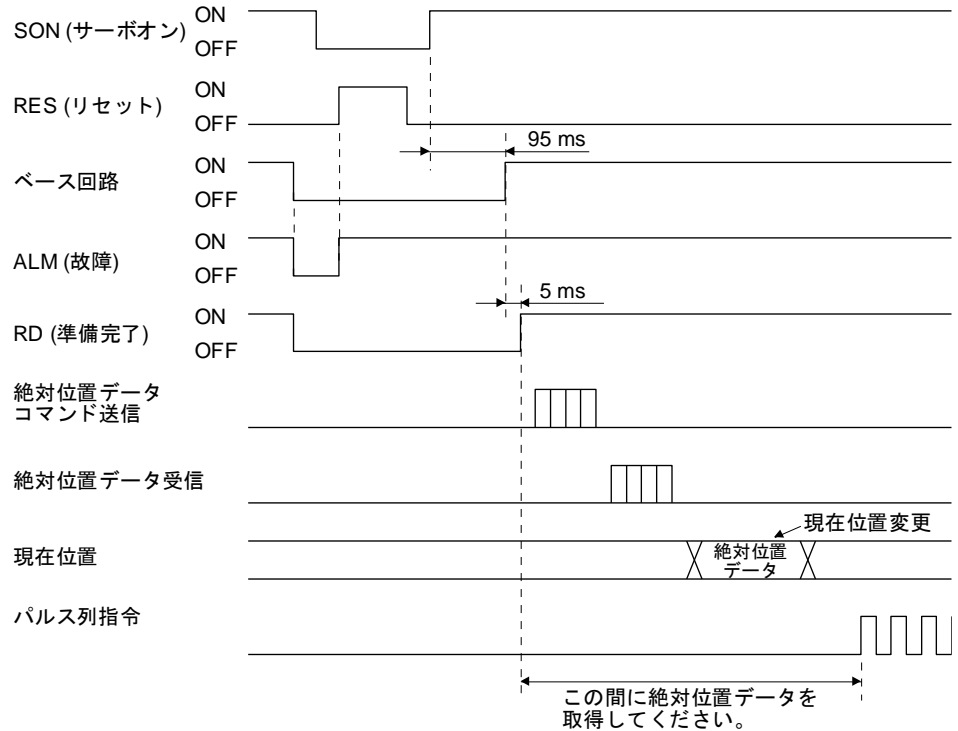 SON (サーボオン)
ON
OFF
RES (リセット)
ON
OFF
95 ms
ベース回路
ON
OFF
ALM (故障)
ON
OFF
5 ms
RD (準備完了)
ON
OFF
絶対位置データ
コマンド送信
絶対位置データ受信
現在位置変更
現在位置
絶対位置
データ
パルス列指令
この間に絶対位置データを
取得してください。